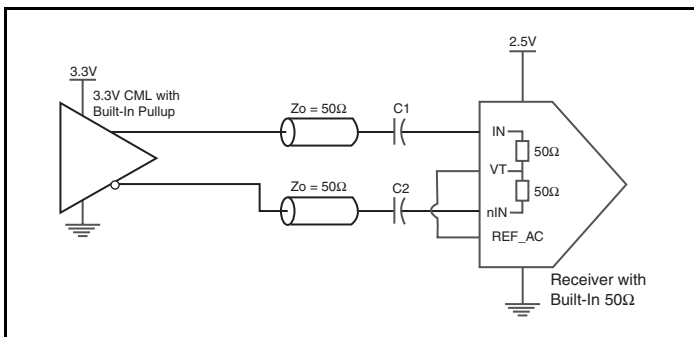 3.3V
3.3V CML with
Built-In Pullup
Zo = 50Ω
C1
Zo = 50Ω
C2
2.5V
IN
50Ω
VT
50Ω
nIN
REF_AC
Receiver with
Built-In 50Ω